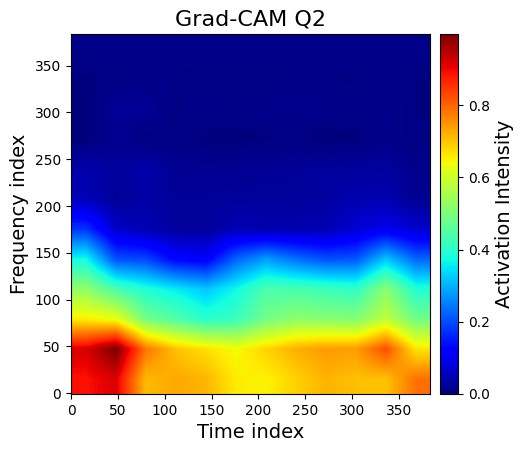 Grad-CAM Q2
Frequency index
350
300
250
200
150
100
50
0
0 50 100 150 200 250 300 350
Time index
0.8
0.6
0.4
0.2
0.0
Activation Intensity